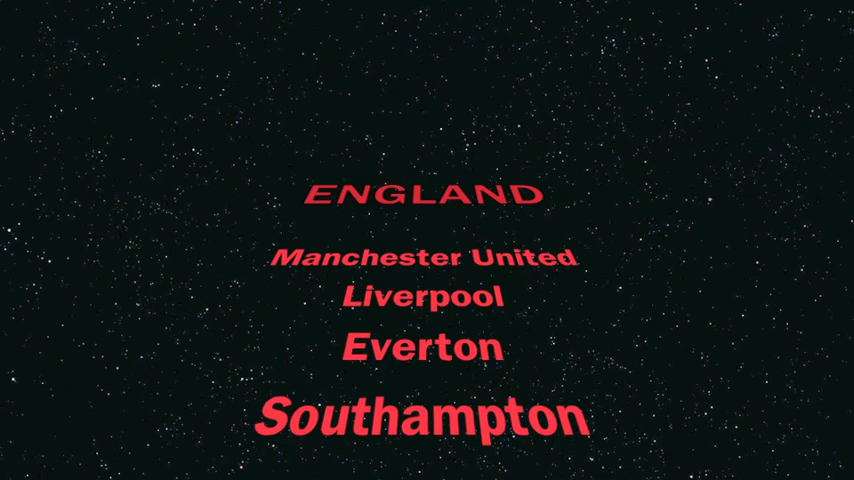 ENGLAND
Manchester United
Liverpool
Everton
Southampton